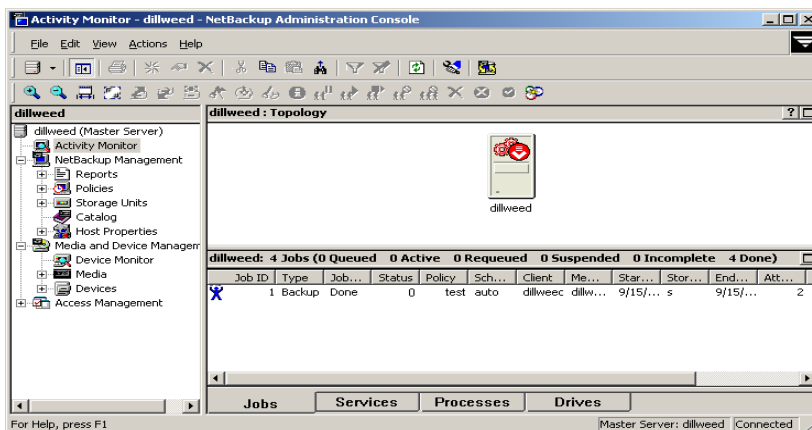 Activity Monitor - dillweed - NetBackup Administration Console
File Edit View Actions Help
dillweed
dillweed (Master Server)
Activity Monitor
NetBackup Management
Reports
Policies
Storage Units
Catalog
Host Properties
Media and Device Managem
Device Monitor
Media
Devices
Access Management
dillweed : Topology
dillweed
dillweed: 4 Jobs (0 Queued 0 Active 0 Requeued 0 Suspended 0 Incomplete 4 Done)
Job ID Type Job... Status Policy Sch... Client Me... Star... Stor... End... Att...
1 Backup Done 0 test auto dillweec dillw... 9/15/... s 9/15/... 2
Jobs Services Processes Drives
For Help, press F1
Master Server: dillweed Connected